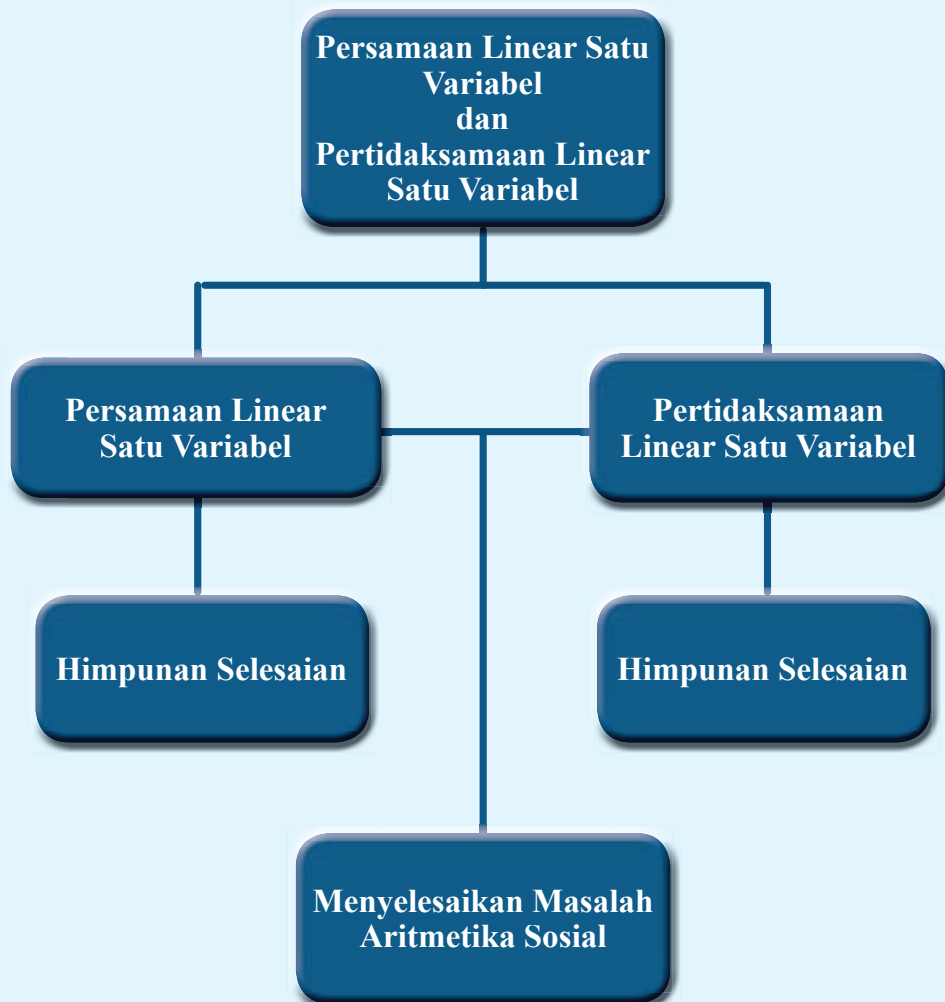 Persamaan Linear Satu
Variabel
dan
Pertidaksamaan Linear
Satu Variabel
Persamaan Linear
Satu Variabel
Pertidaksamaan
Linear Satu Variabel
Himpunan Selesaian
Himpunan Selesaian
Menyelesaikan Masalah
Aritmetika Sosial